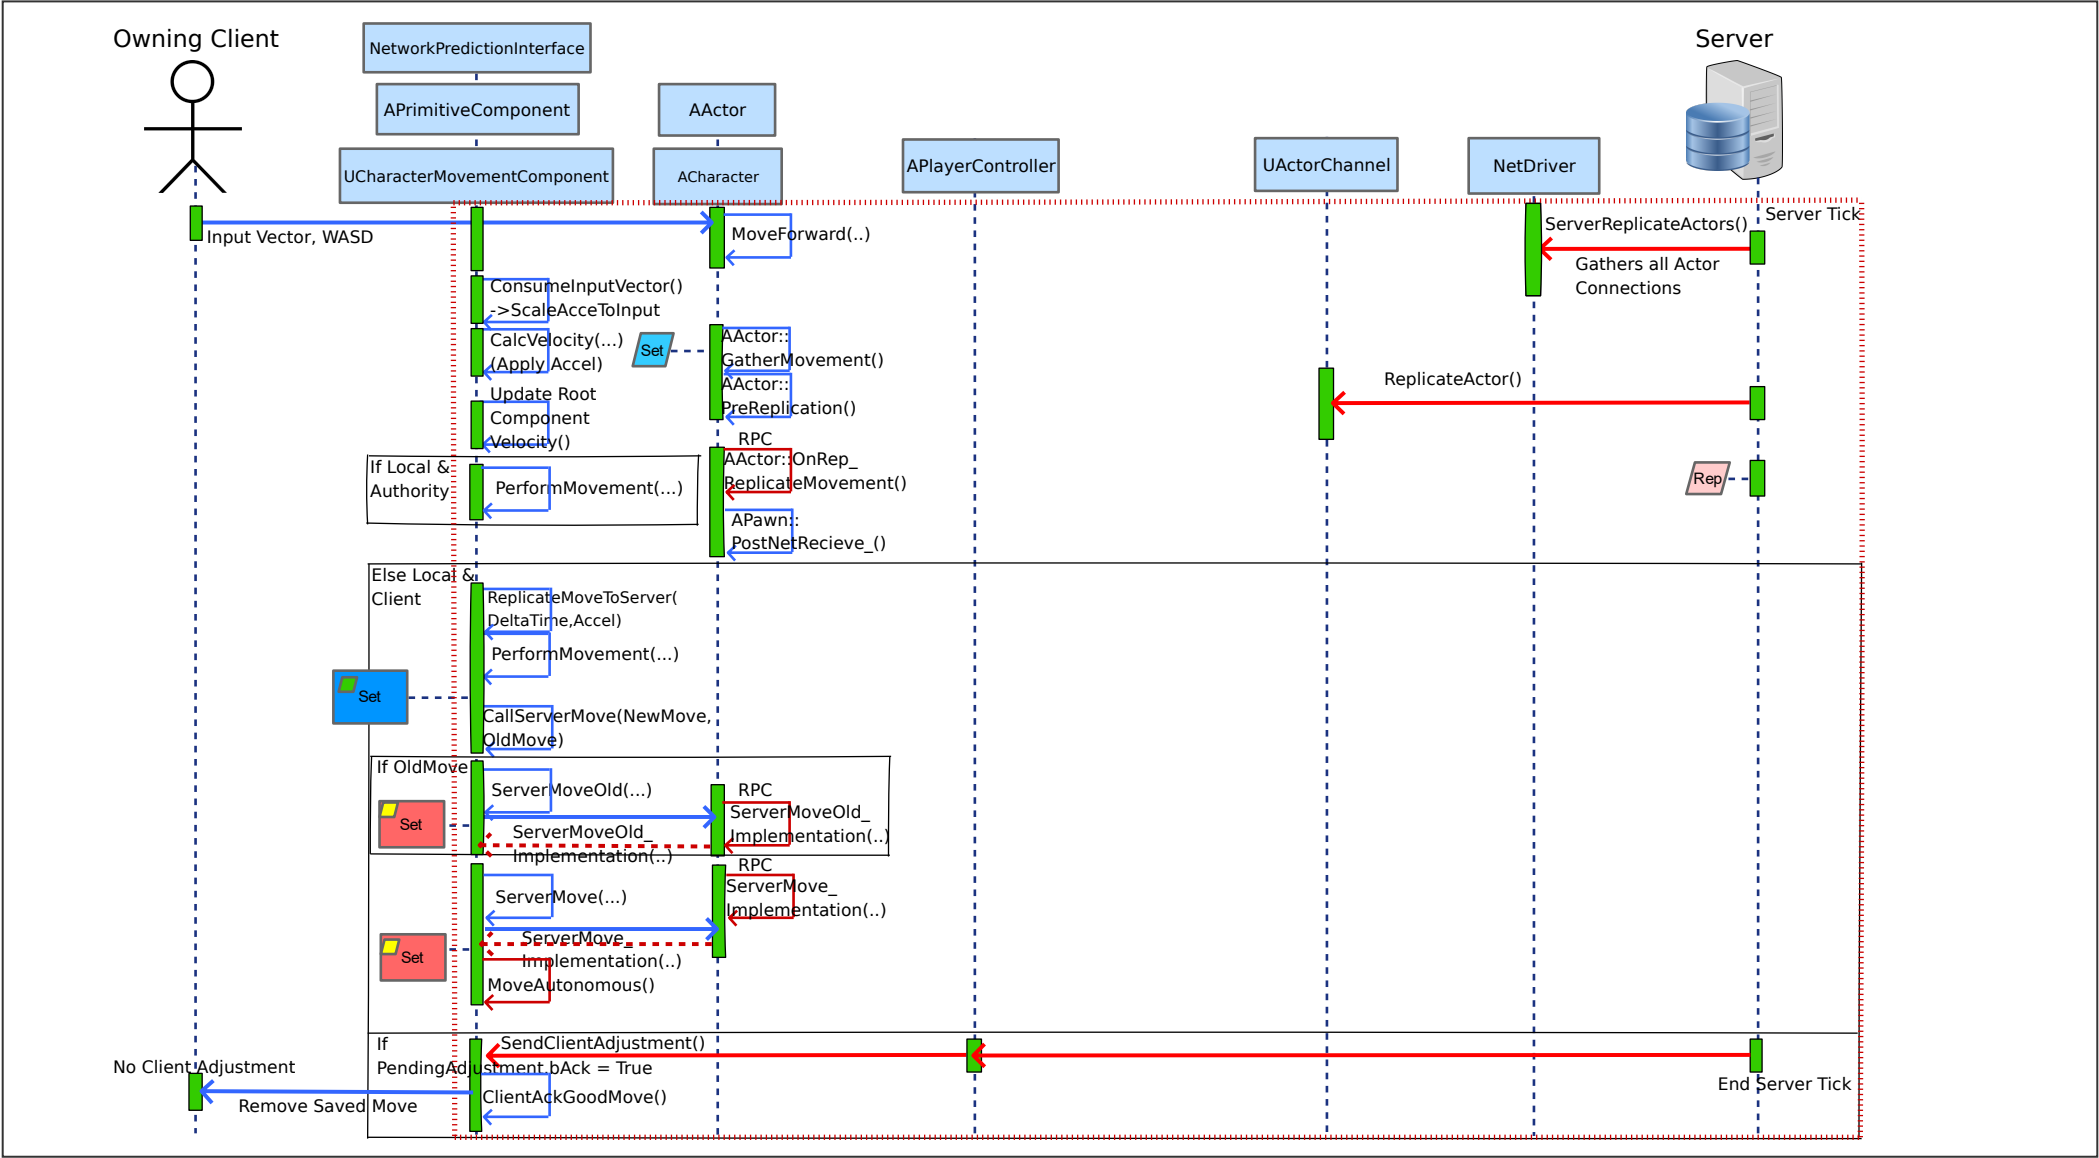 Owning Client
NetworkPredictionInterface
Server
APrimitiveComponent
AActor
UCharacterMovementComponent
ACharacter
APlayerController
UActorChannel
NetDriver
Server Tick
Input Vector, WASD
MoveForward(..)
ServerReplicateActors()
Gathers all Actor
Connections
ConsumeInputVector()
->ScaleAcceToInput
CalcVelocity(...)
(Apply Accel)
Set
AActor::
GatherMovement()
AActor::
PreReplication()
ReplicateActor()
Update Root
Component
Velocity()
RPC
AActor::OnRep_
ReplicateMovement()
Rep
If Local &
Authority
PerformMovement(...)
APawn::
PostNetRecieve_()
Else Local &
Client
ReplicateMoveToServer(
DeltaTime,Accel)
PerformMovement(...)
Set
CallServerMove(NewMove,
OldMove)
If OldMove
ServerMoveOld(...)
RPC
ServerMoveOld_
Implementation(..)
Set
ServerMoveOld_
Implementation(..)
RPC
ServerMove_
Implementation(..)
ServerMove(...)
ServerMove_
Implementation(..)
Set
MoveAutonomous()
If
PendingAdjustment.bAck = True
SendClientAdjustment()
No Client Adjustment
End Server Tick
ClientAckGoodMove()
Remove Saved Move